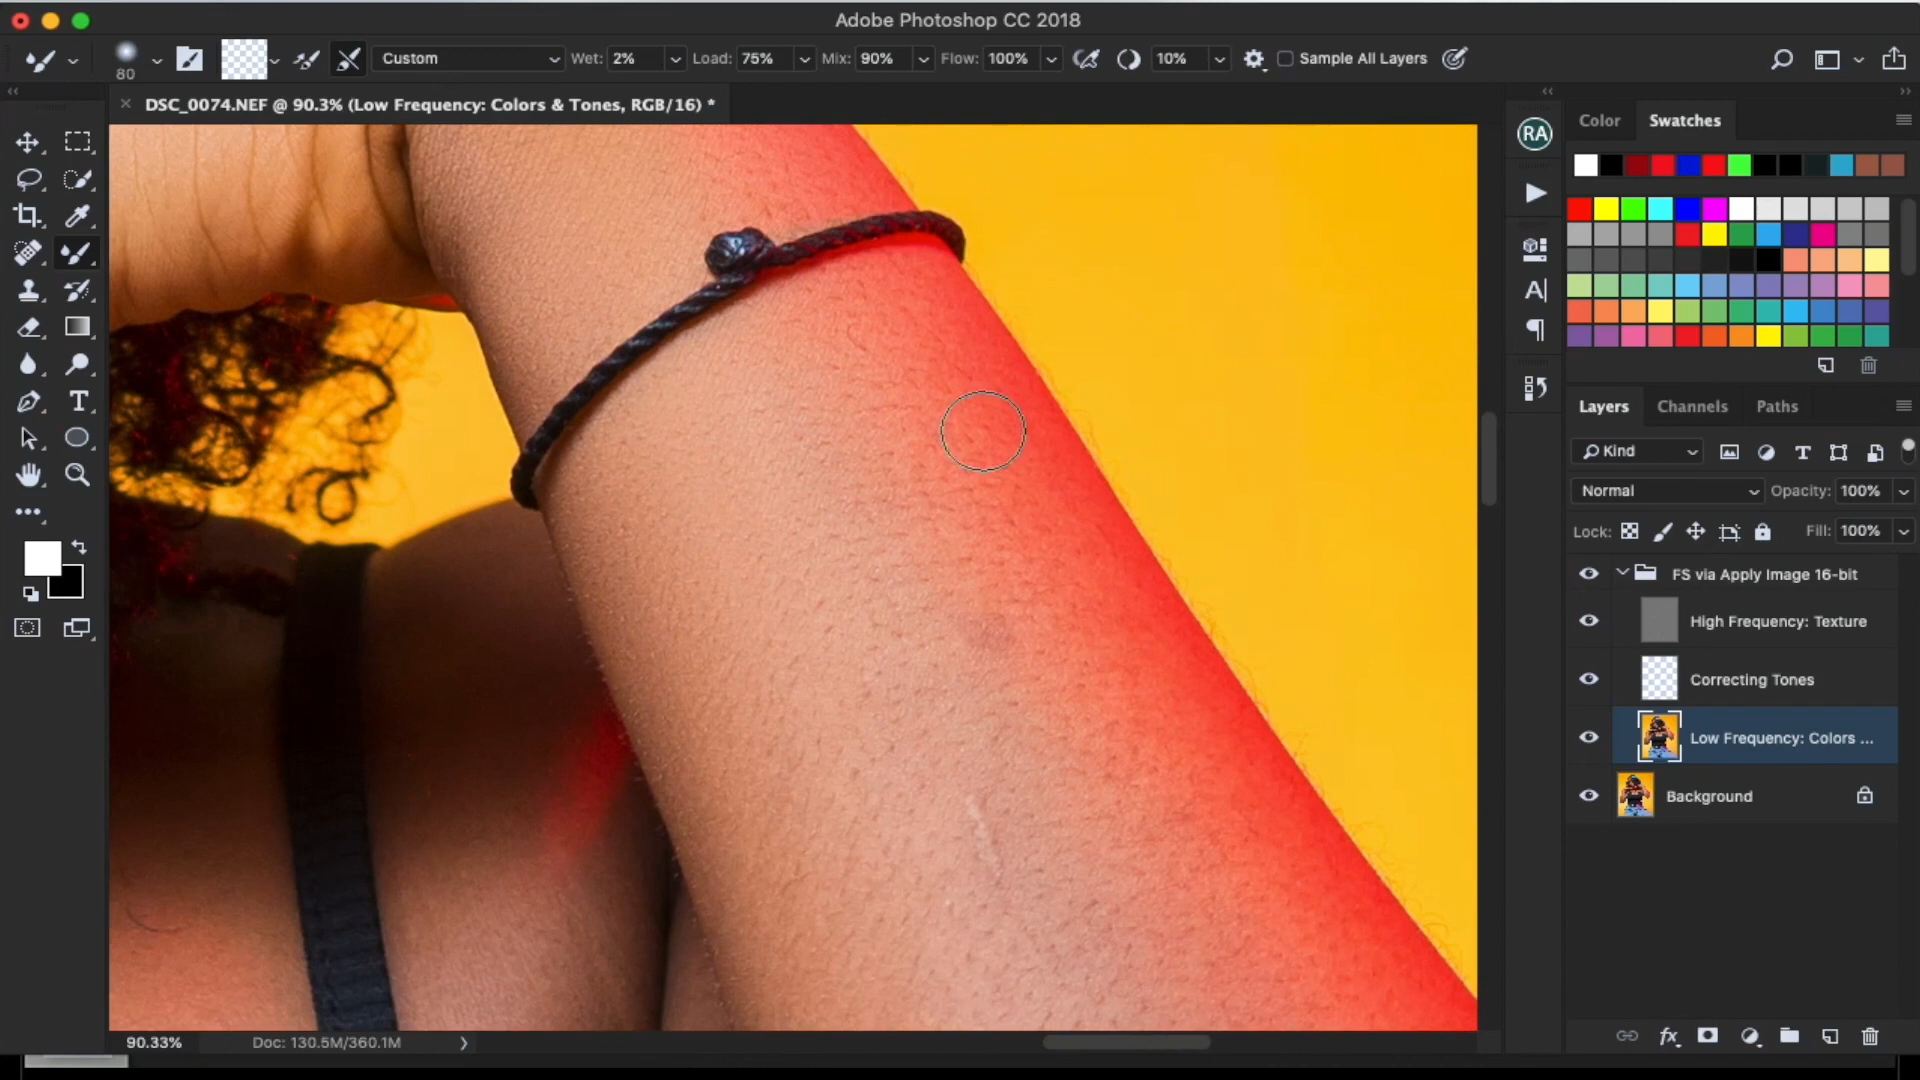 Adobe Photoshop CC 2018
80
Custom
Wet: 2%
Load: 75%
Mix: 90%
Flow: 100%
10%
Sample All Layers
DSC_0074.NEF @ 90.3% (Low Frequency: Colors & Tones, RGB/16) *
RA
Color
Swatches
Layers
Channels
Paths
Kind
Normal
Opacity: 100%
Lock:
Fill: 100%
FS via Apply Image 16-bit
High Frequency: Texture
Correcting Tones
Low Frequency: Colors ...
Background
fx
90.33%
Doc: 130.5M/360.1M